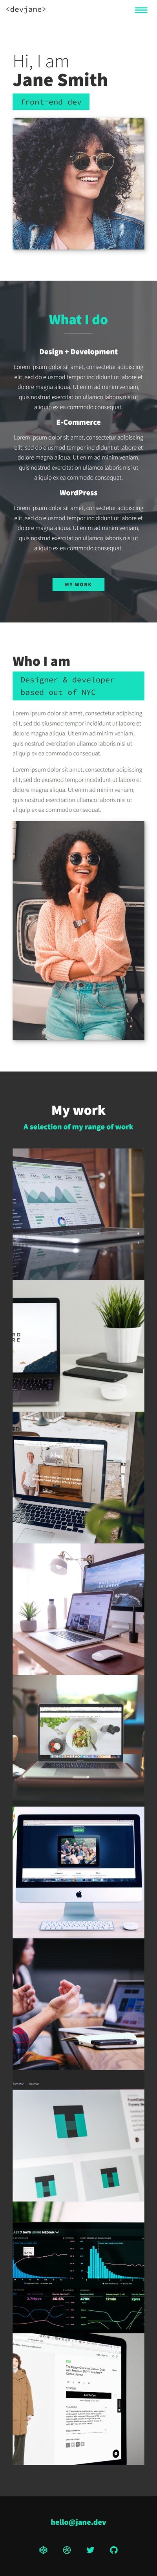 <devjane>
Hi, I am
Jane Smith
front-end dev
What I do
Design + Development
Lorem ipsum dolor sit amet, consectetur adipiscing
elit, sed do eiusmod tempor incididunt ut labore et
dolore magna aliqua. Ut enim ad minim veniam,
quis nostrud exercitation ullamco laboris nisi ut
aliquip ex ea commodo consequat.
E-Commerce
Lorem ipsum dolor sit amet, consectetur adipiscing
elit, sed do eiusmod tempor incididunt ut labore et
dolore magna aliqua. Ut enim ad minim veniam,
quis nostrud exercitation ullamco laboris nisi ut
aliquip ex ea commodo consequat.
WordPress
Lorem ipsum dolor sit amet, consectetur adipiscing
elit, sed do eiusmod tempor incididunt ut labore et
dolore magna aliqua. Ut enim ad minim veniam,
quis nostrud exercitation ullamco laboris nisi ut
aliquip ex ea commodo consequat.
MY WORK
Who I am
Designer & developer
based out of NYC
Lorem ipsum dolor sit amet, consectetur adipiscing
elit, sed do eiusmod tempor incididunt ut labore et
dolore magna aliqua. Ut enim ad minim veniam,
quis nostrud exercitation ullamco laboris nisi ut
aliquip ex ea commodo consequat.
Lorem ipsum dolor sit amet, consectetur adipiscing
elit, sed do eiusmod tempor incididunt ut labore et
dolore magna aliqua. Ut enim ad minim veniam,
quis nostrud exercitation ullamco laboris nisi ut
aliquip ex ea commodo consequat.
My work
A selection of my range of work
hello@jane.dev